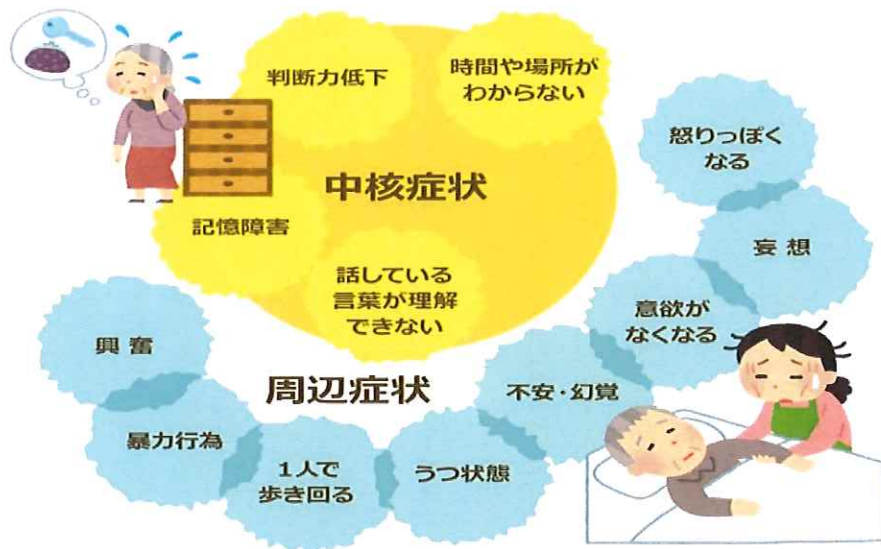 判断力低下
時間や場所が
わからない
中核症状
記憶障害
話している
言葉が理解
できない
周辺症状
興奮
暴力行為
1人で
歩き回る
うつ状態
不安・幻覚
意欲が
なくなる
妄想
怒りっぽく
なる